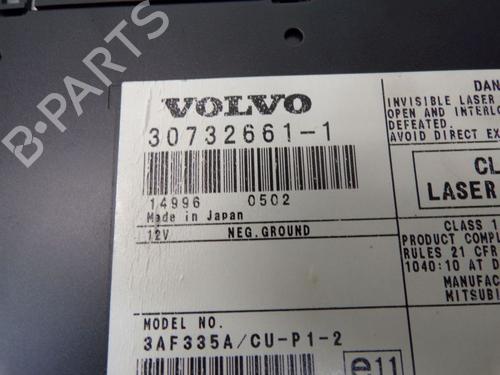 VOLVO
30732661-1
14996 0502
Made in Japan
12V NEG.GROUND
MODEL NO.
3AF335A/CU-P1-2
e11
DAN
INVISIBLE LASER
OPEN AND INTERLO
DEFEATED.
AVOID DIRECT EX
CL
LASER
CLASS 1
PRODUCT COMPL
RULES 21 CFR
1040:10 AT D
MANUFAC
MITSUBI
B-PARTS